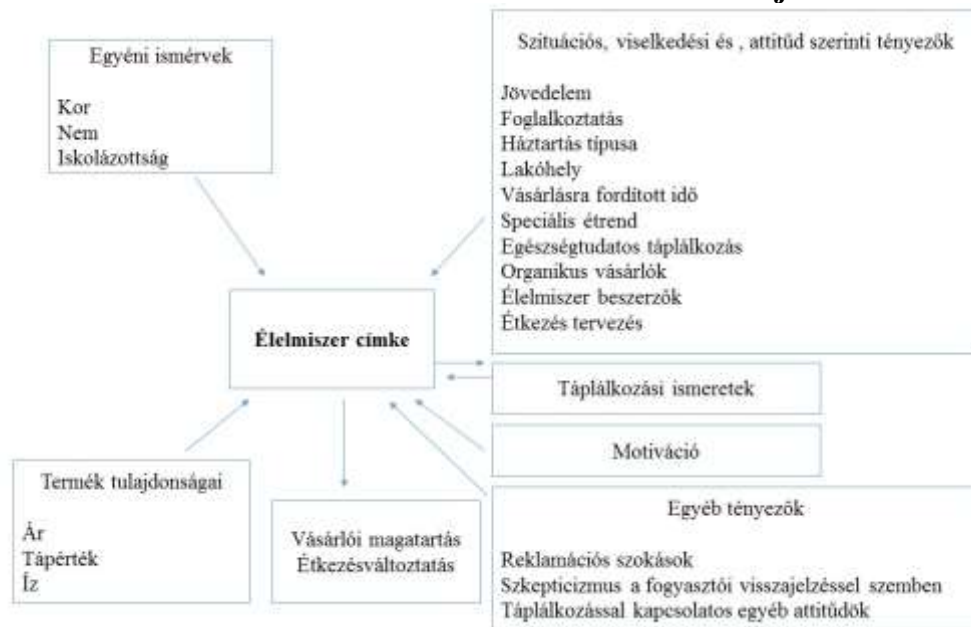 Egyéni ismérvek
Kor
Nem
Iskolázottság
Szituációs, viselkedési és , attitűd szerinti tényezők
Jövedelem
Foglalkoztatás
Háztartás típusa
Lakóhely
Vásárlásra fordított idő
Speciális étrend
Egészségtudatos táplálkozás
Organikus vásárlók
Élelmiszer beszerzők
Étkezés tervezés
Élelmiszer címke
Táplálkozási ismeretek
Motiváció
Termék tulajdonságai
Ár
Tápérték
Íz
Vásárlói magatartás
Étkezésváltoztatás
Egyéb tényezők
Reklamációs szokások
Szkepticizmus a fogyasztói visszajelzéssel szemben
Táplálkozással kapcsolatos egyéb attitűdök